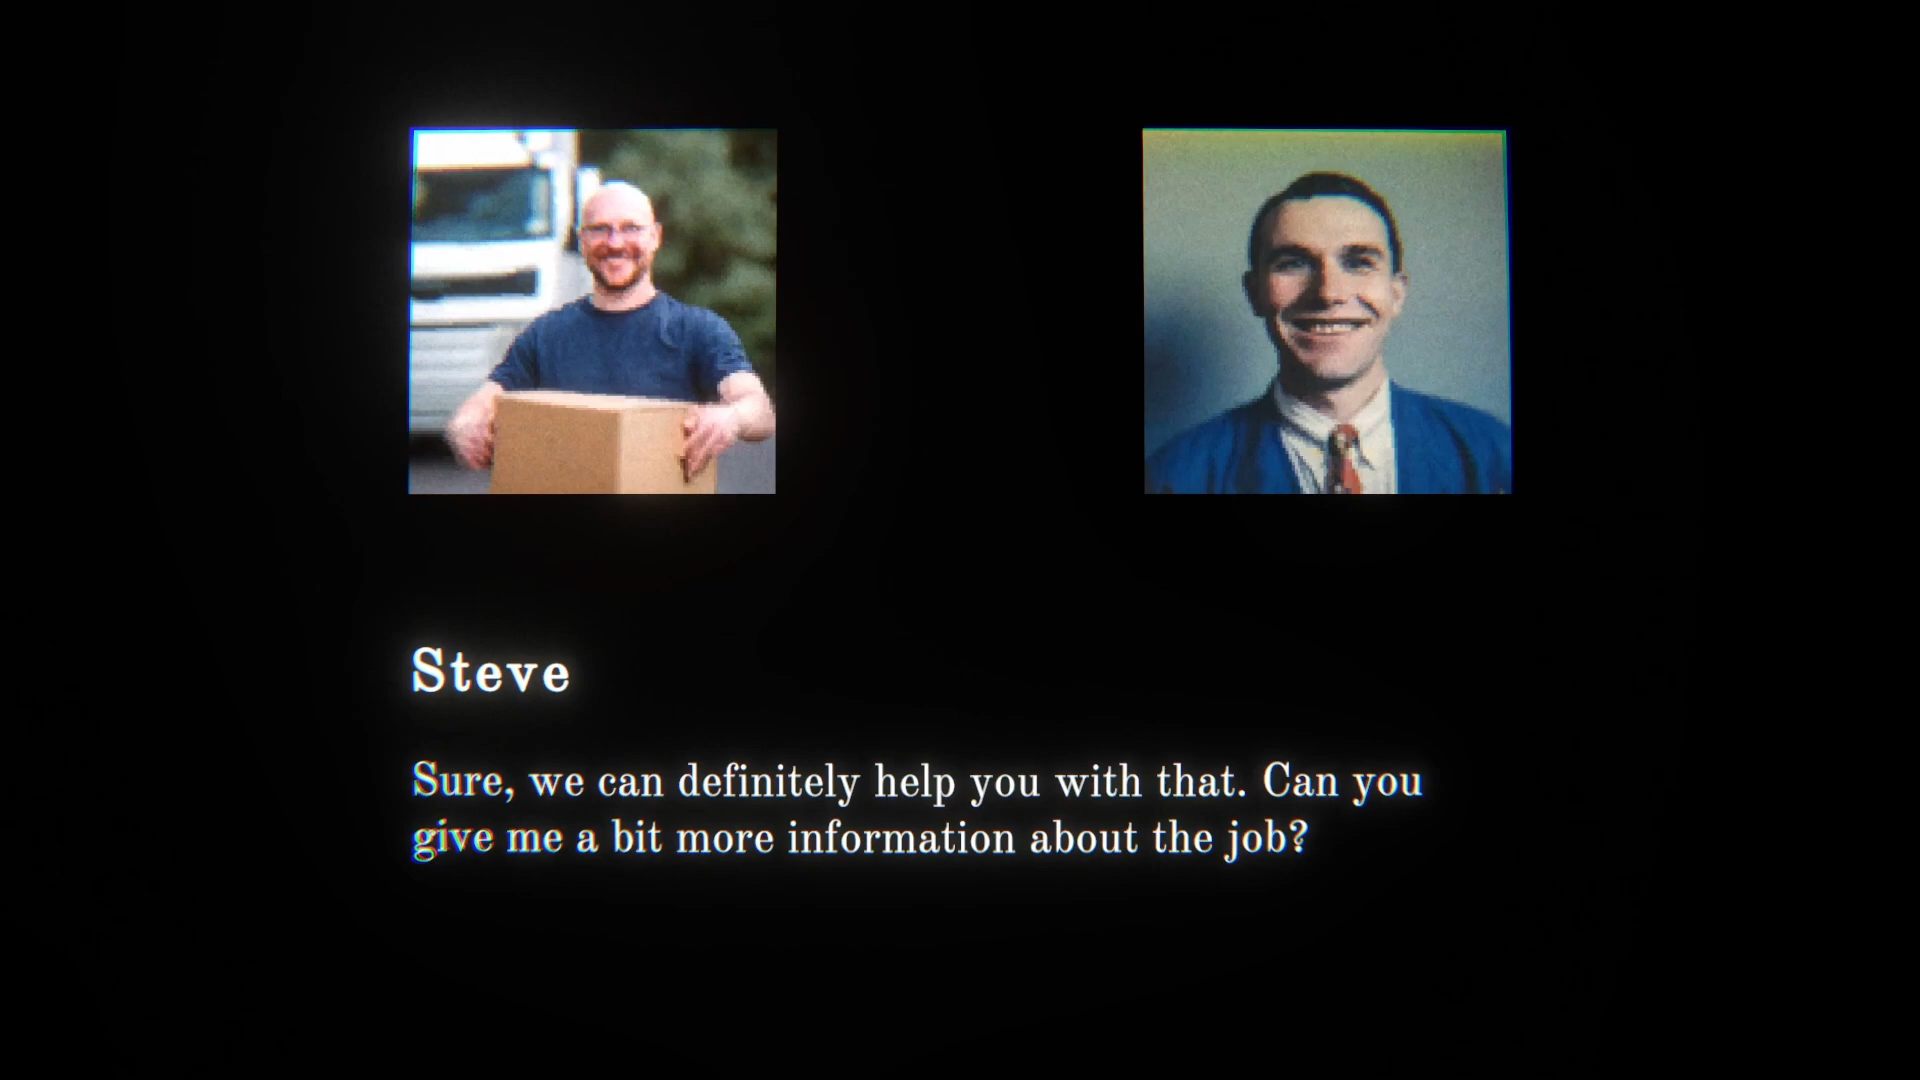 Steve
Sure, we can definitely help you with that. Can you
give me a bit more information about the job?